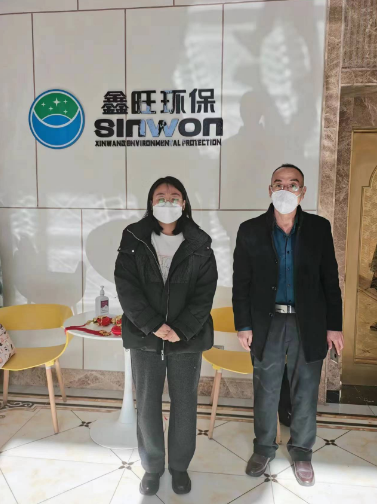 鑫旺环保
SINWON
XINWANG ENVIRONMENTAL PROTECTION